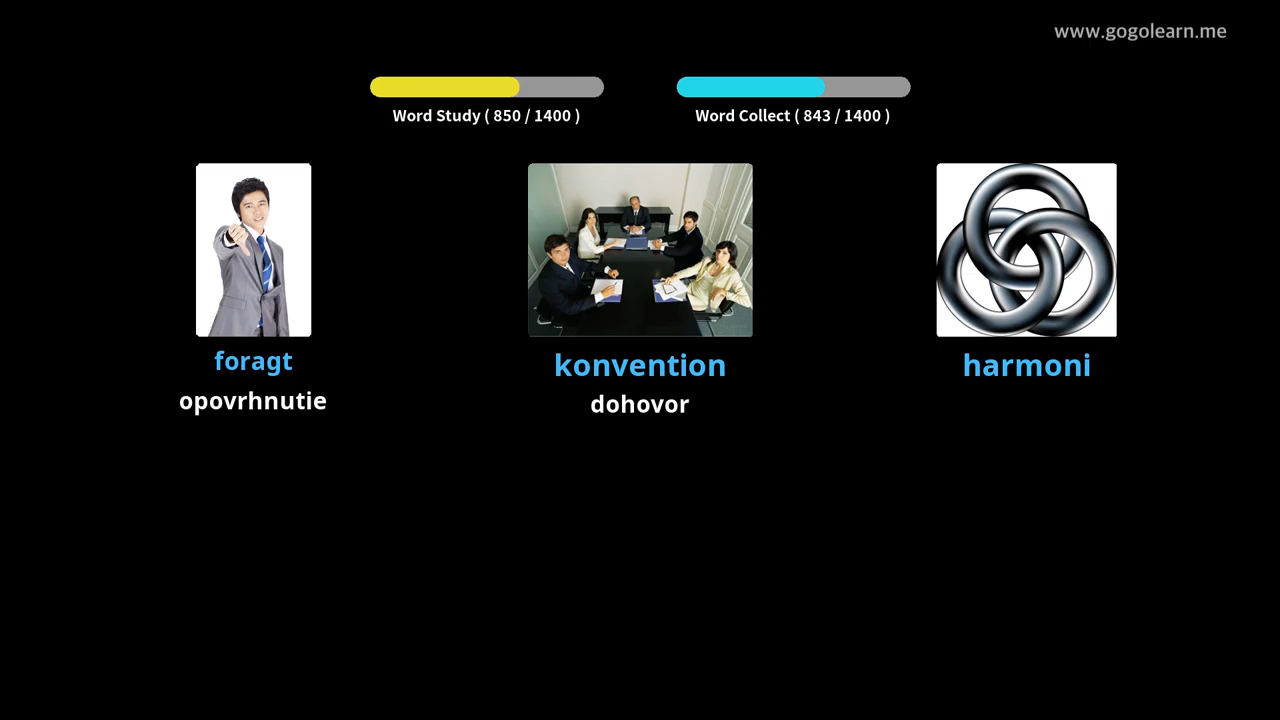 www.gogolearn.me
Word Study ( 850 / 1400 )
Word Collect ( 843 / 1400 )
foragt
konvention
harmoni
opovrhnutie
dohovor